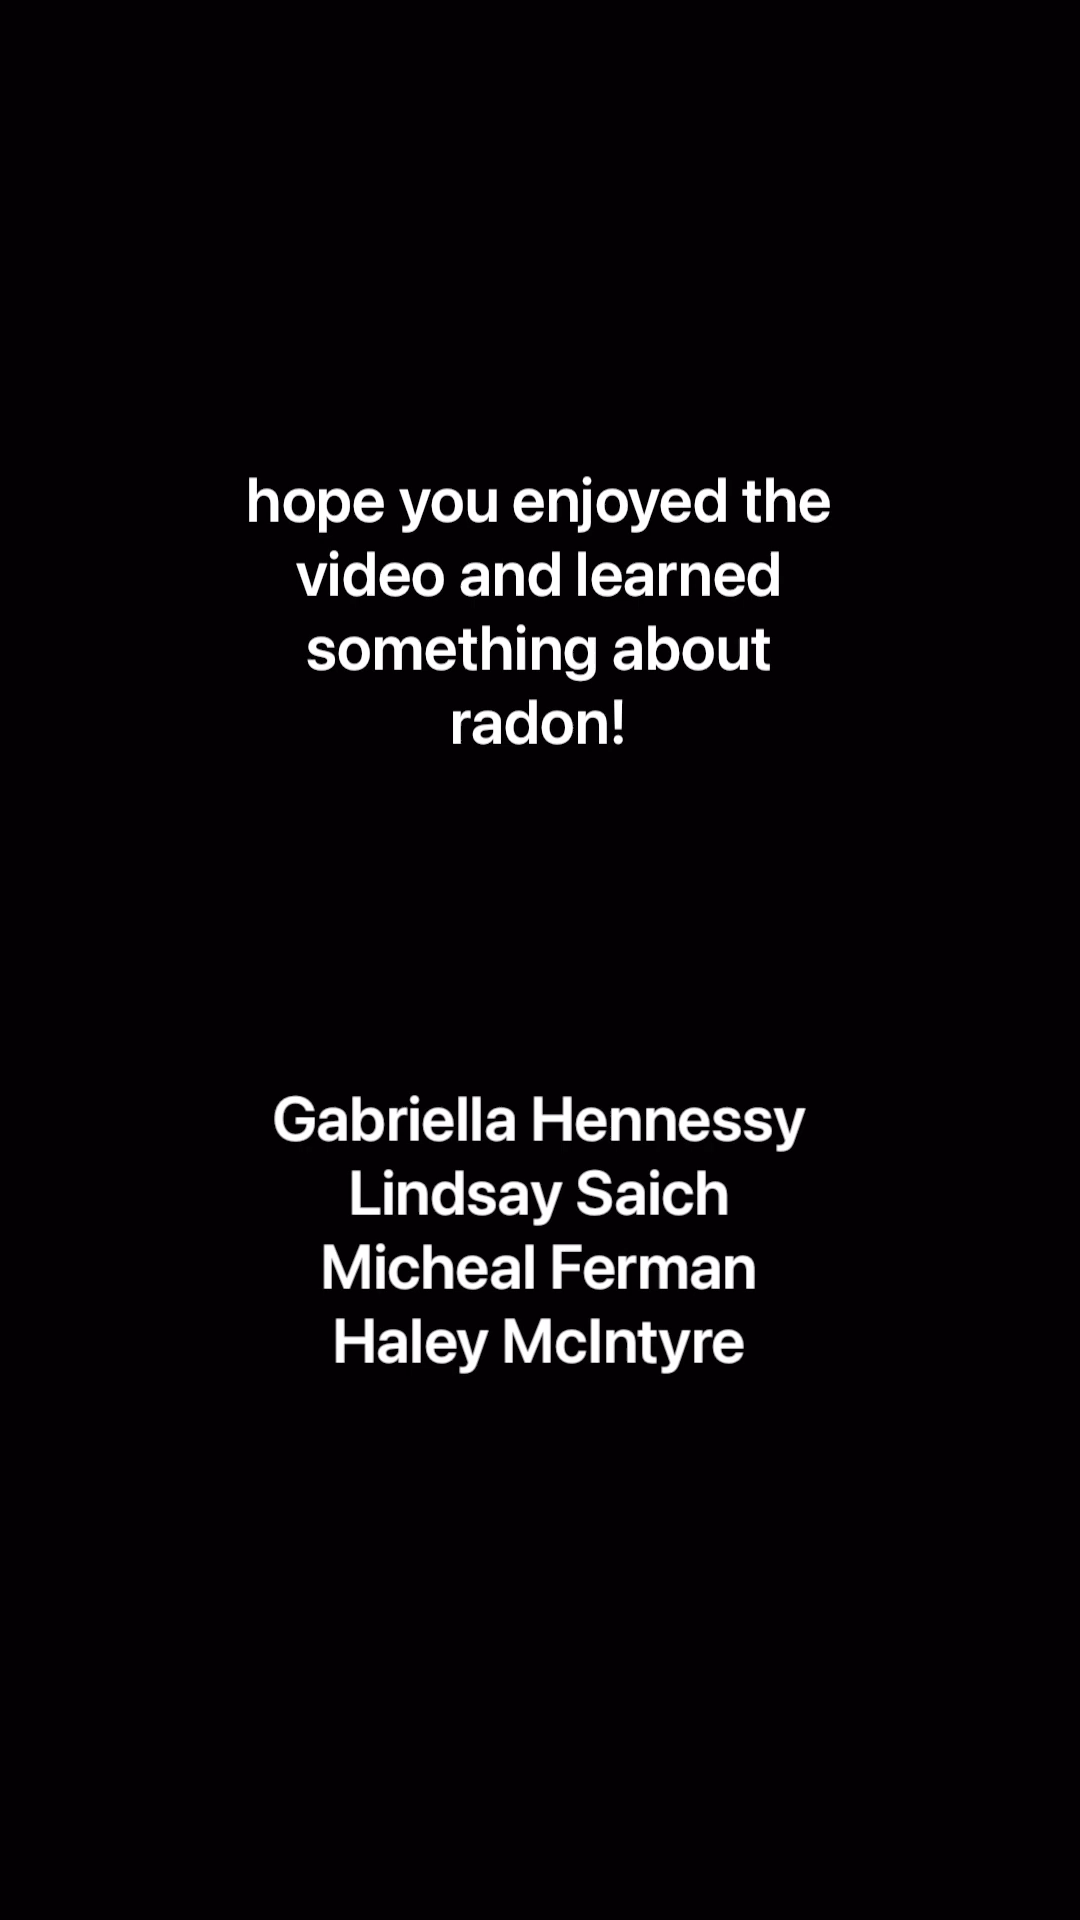 hope you enjoyed the
video and learned
something about
radon!
Gabriella Hennessy
Lindsay Saich
Micheal Ferman
Haley McIntyre